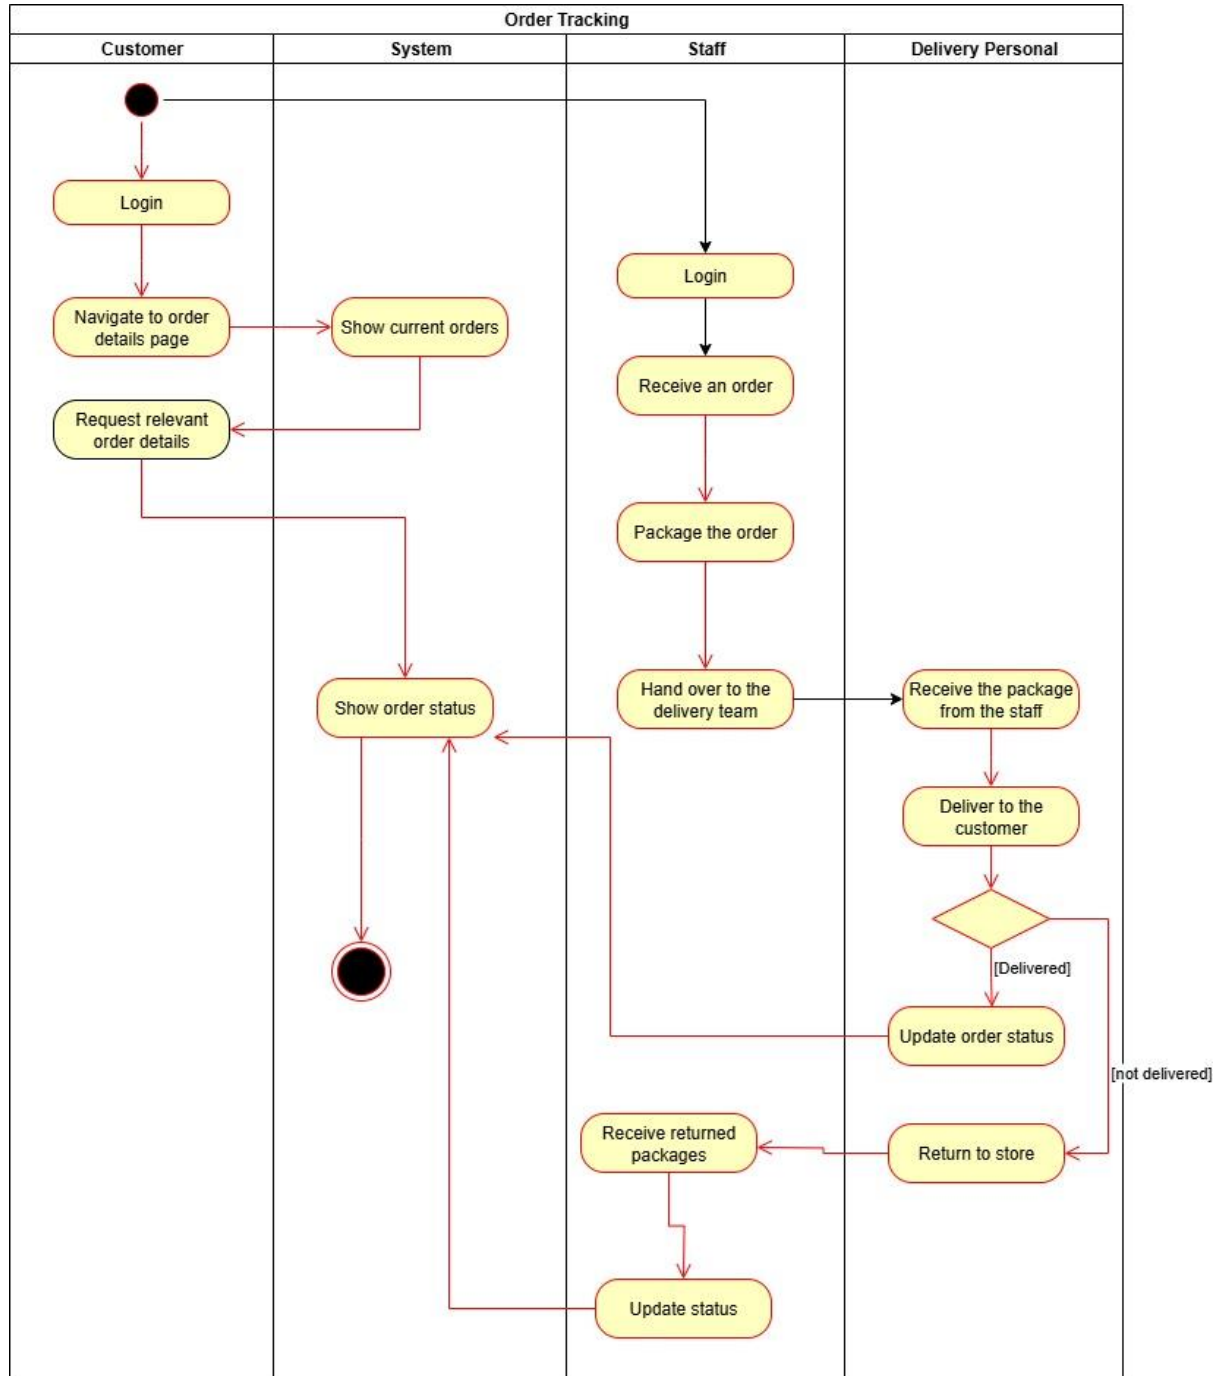 Order Tracking
Customer
System
Staff
Delivery Personal
Login
Login
Navigate to order
details page
Show current orders
Receive an order
Request relevant
order details
Package the order
Show order status
Hand over to the
delivery team
Receive the package
from the staff
Deliver to the
customer
[Delivered]
Update order status
[not delivered]
Receive returned
packages
Return to store
Update status